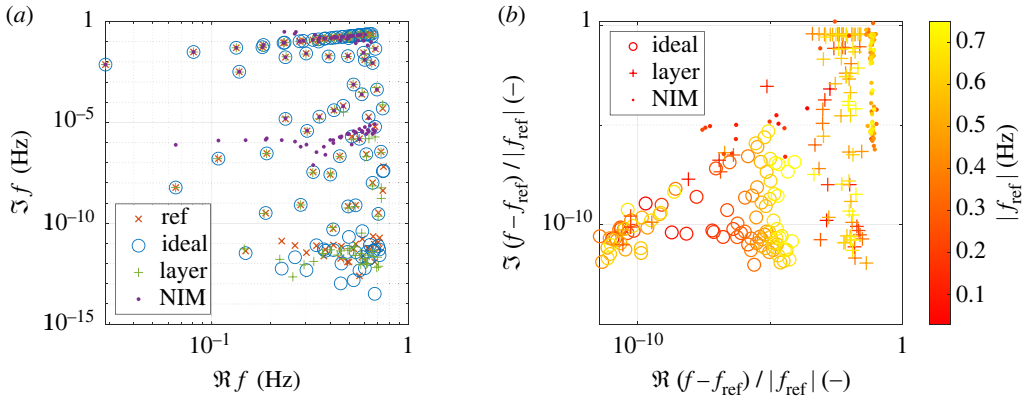 (a)
1
10⁻⁵
10⁻¹⁰
10⁻¹⁵
ℑ f (Hz)
ref
ideal
layer
NIM
10⁻¹
1
ℜ f (Hz)
(b)
1
10⁻¹⁰
ℑ (f – f_ref) / | f_ref | (–)
ideal
layer
NIM
10⁻¹⁰
1
ℜ (f – f_ref) / | f_ref | (–)
0.7
0.6
0.5
0.4
0.3
0.2
0.1
| f_ref | (Hz)